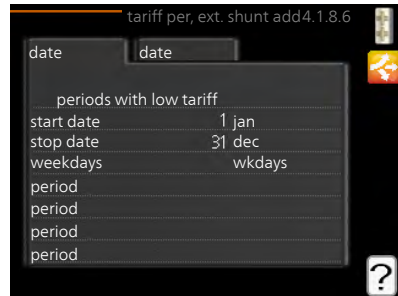 tariff per, ext. shunt add4.1.8.6
date date
periods with low tariff
start date 1 jan
stop date 31 dec
weekdays wkdays
period
period
period
period
?